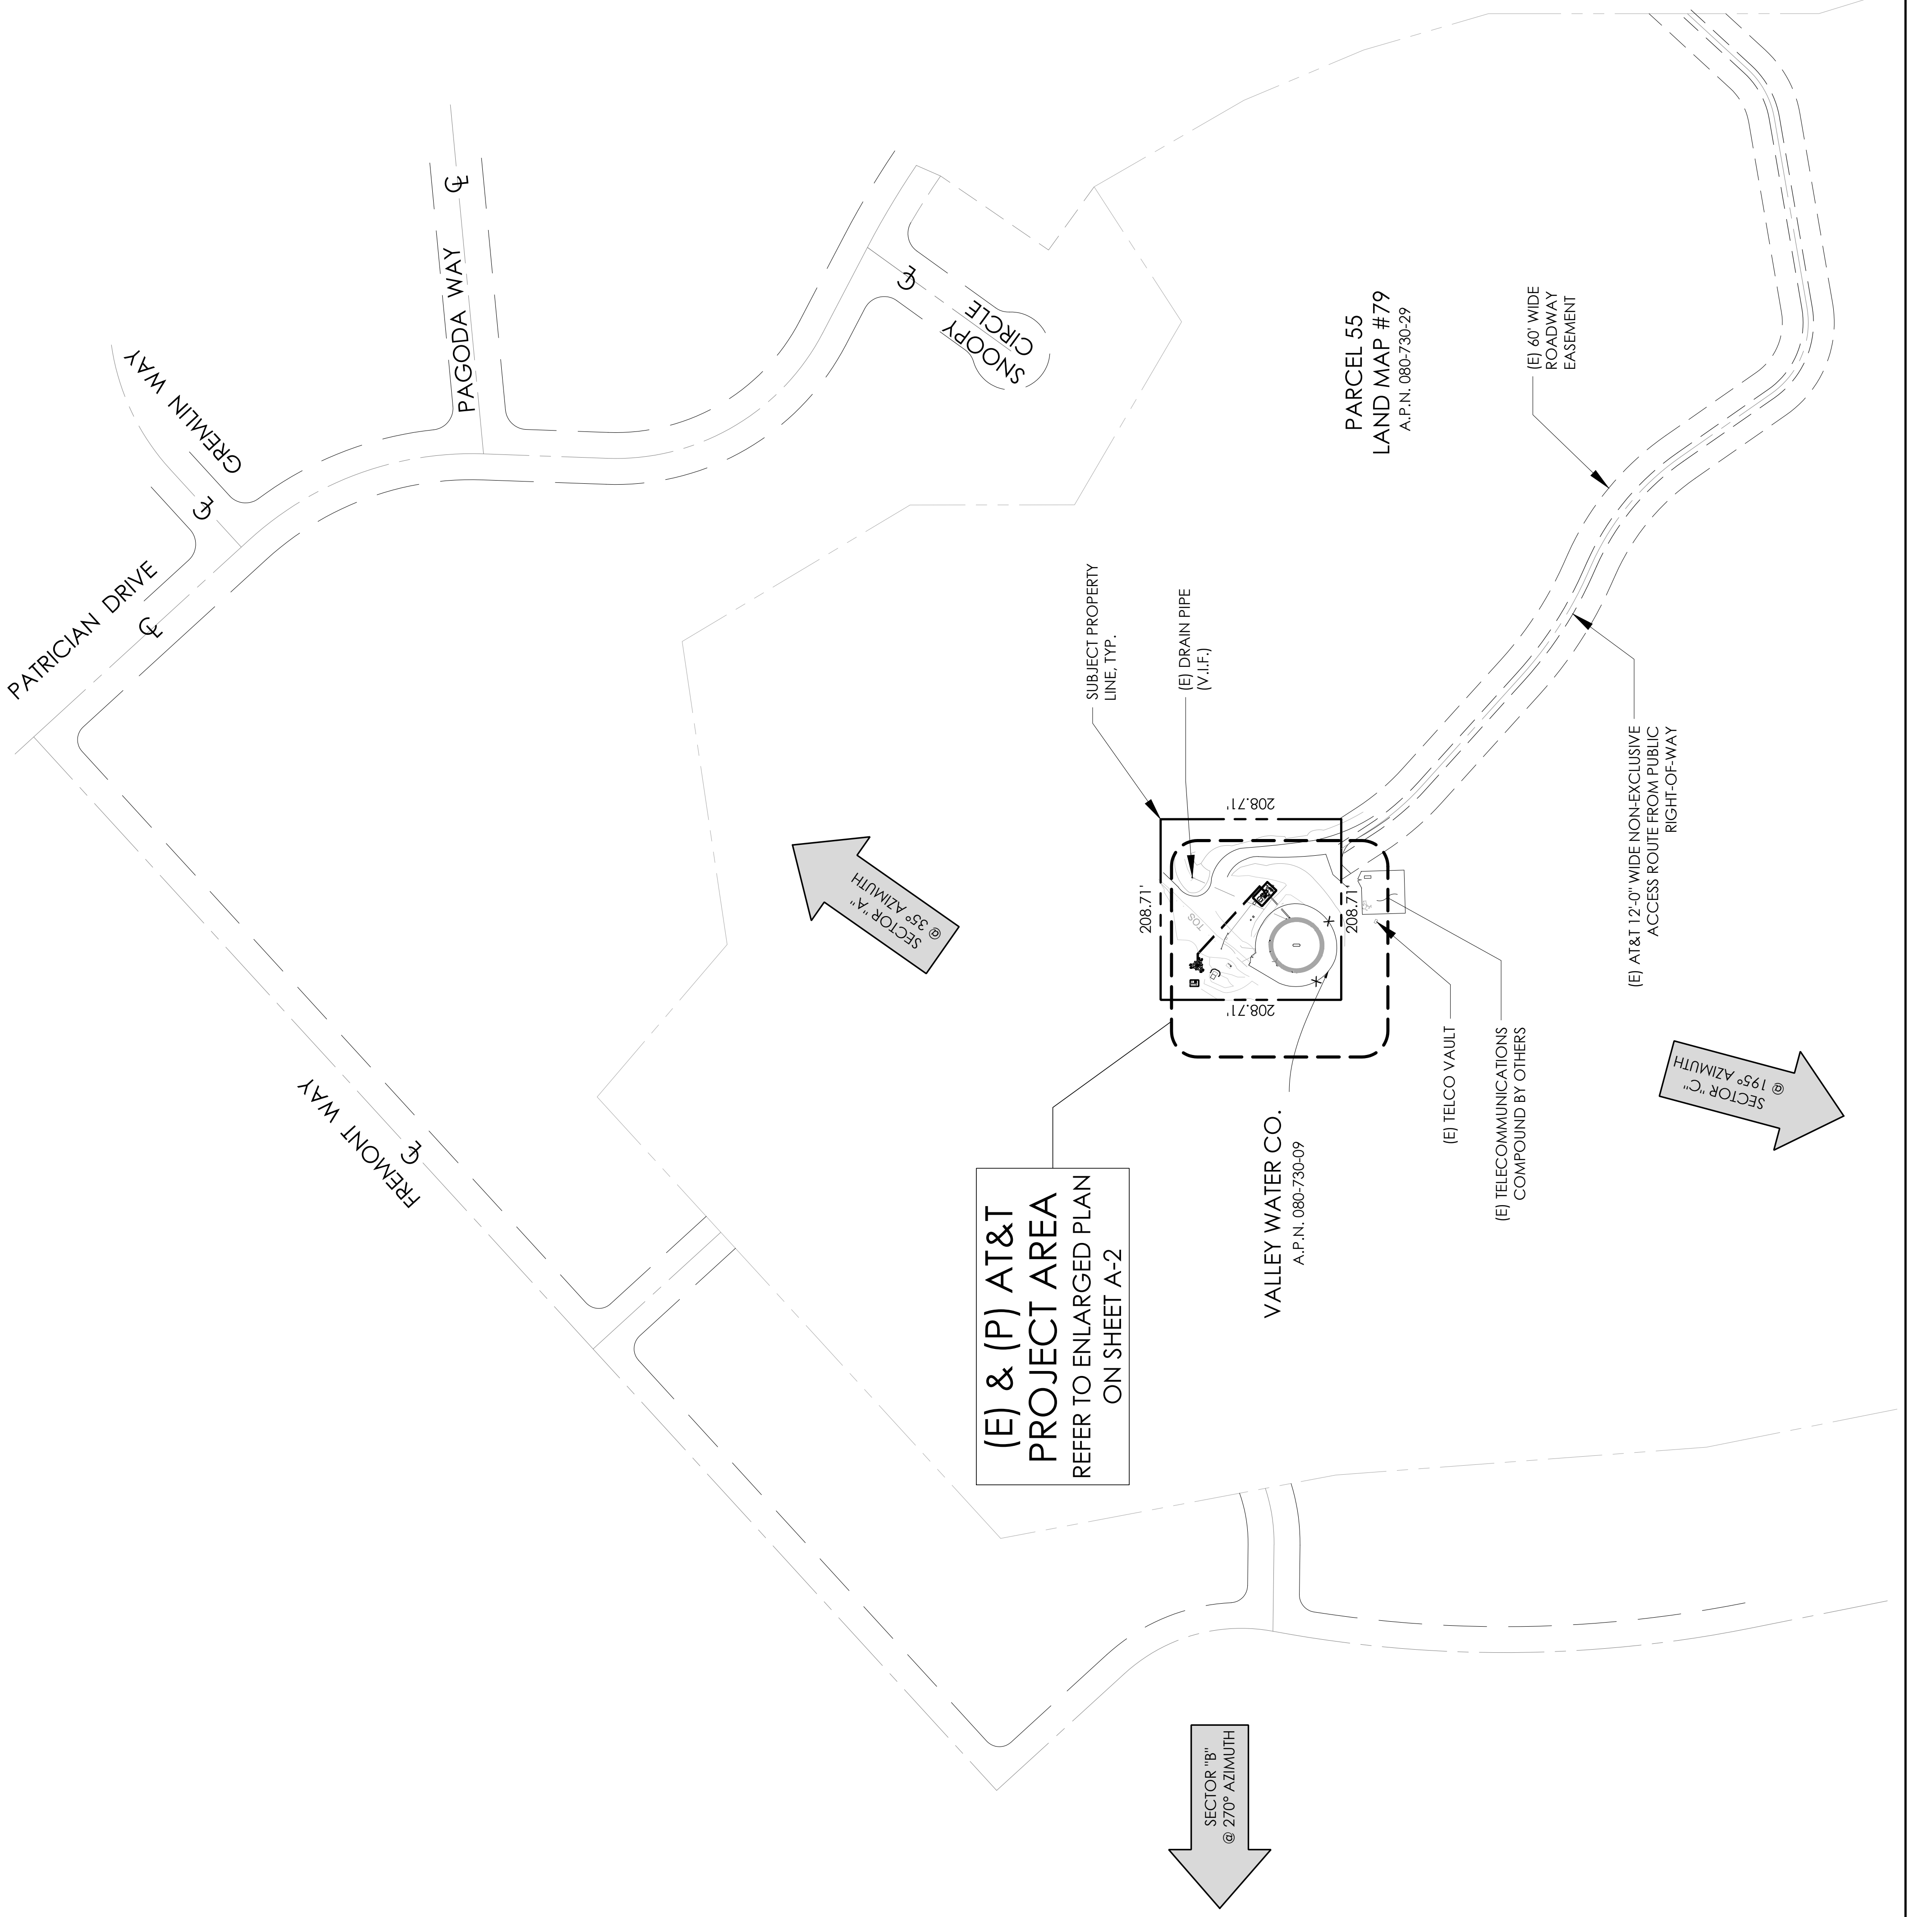 PATRICIAN DRIVE
GREMLIN WAY
PAGODA WAY
SNOOPY
CIRCLE
FREMONT WAY
PARCEL 55
LAND MAP #79
A.P.N. 080-730-29
(E) 60' WIDE
ROADWAY
EASEMENT
SUBJECT PROPERTY
LINE, TYP.
(E) DRAIN PIPE
(V.I.F.)
SECTOR "A"
@ 35° AZIMUTH
208.71'
208.71'
208.71'
208.71'
TOS
(E) AT&T 12'-0" WIDE NON-EXCLUSIVE
ACCESS ROUTE FROM PUBLIC
RIGHT-OF-WAY
(E) & (P) AT&T
PROJECT AREA
REFER TO ENLARGED PLAN
ON SHEET A-2
VALLEY WATER CO.
A.P.N. 080-730-09
(E) TELCO VAULT
(E) TELECOMMUNICATIONS
COMPOUND BY OTHERS
SECTOR "C"
@ 195° AZIMUTH
SECTOR "B"
@ 270° AZIMUTH